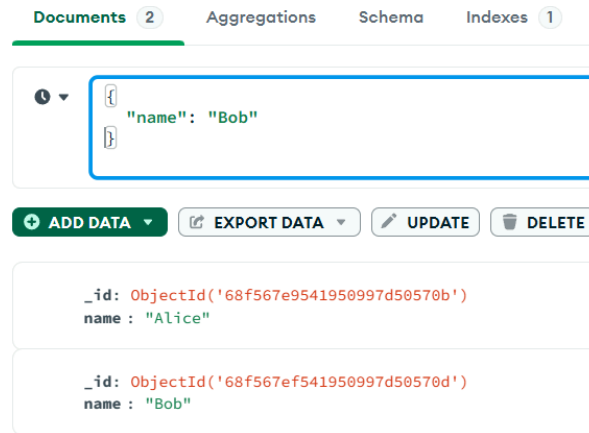 Documents 2 Aggregations Schema Indexes 1
{
"name": "Bob"
}
ADD DATA EXPORT DATA UPDATE DELETE
_id: ObjectId('68f567e9541950997d50570b')
name : "Alice"
_id: ObjectId('68f567ef541950997d50570d')
name : "Bob"